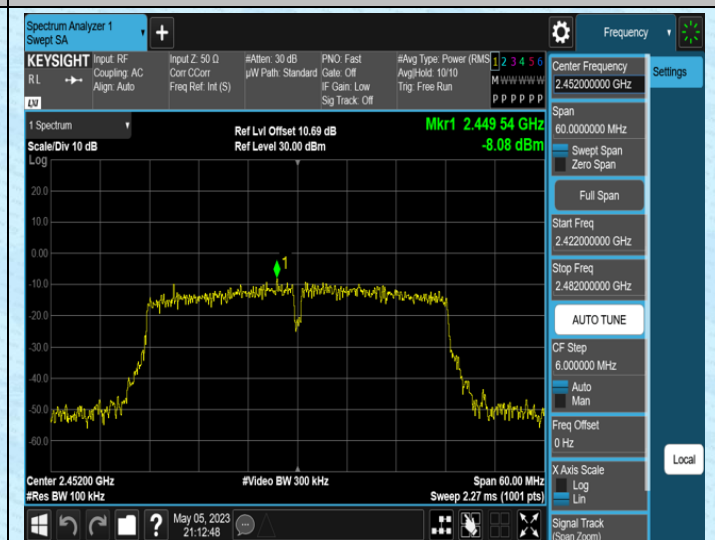 Spectrum Analyzer 1
Swept SA
+
Frequency
KEYSIGHT
RL
LXI
Input: RF
Coupling: AC
Align: Auto
Input Z: 50 Ω
Corr CCorr
Freq Ref: Int (S)
#Atten: 30 dB
µW Path: Standard
PNO: Fast
Gate: Off
IF Gain: Low
Sig Track: Off
#Avg Type: Power (RMS
Avg|Hold: 10/10
Trig: Free Run
1 2 3 4 5 6
M W W W W W
P P P P P P
1 Spectrum
Scale/Div 10 dB
Log
Ref Lvl Offset 10.69 dB
Ref Level 30.00 dBm
Mkr1 2.449 54 GHz
-8.08 dBm
20.0
10.0
0.00
-10.0
-20.0
-30.0
-40.0
-50.0
-60.0
1
Center 2.45200 GHz
#Res BW 100 kHz
#Video BW 300 kHz
Span 60.00 MHz
Sweep 2.27 ms (1001 pts)
?
May 05, 2023
21:12:48
Center Frequency
2.452000000 GHz
Span
60.0000000 MHz
Swept Span
Zero Span
Full Span
Start Freq
2.422000000 GHz
Stop Freq
2.482000000 GHz
AUTO TUNE
CF Step
6.000000 MHz
Auto
Man
Freq Offset
0 Hz
X Axis Scale
Log
Lin
Signal Track
(Span Zoom)
Settings
Local